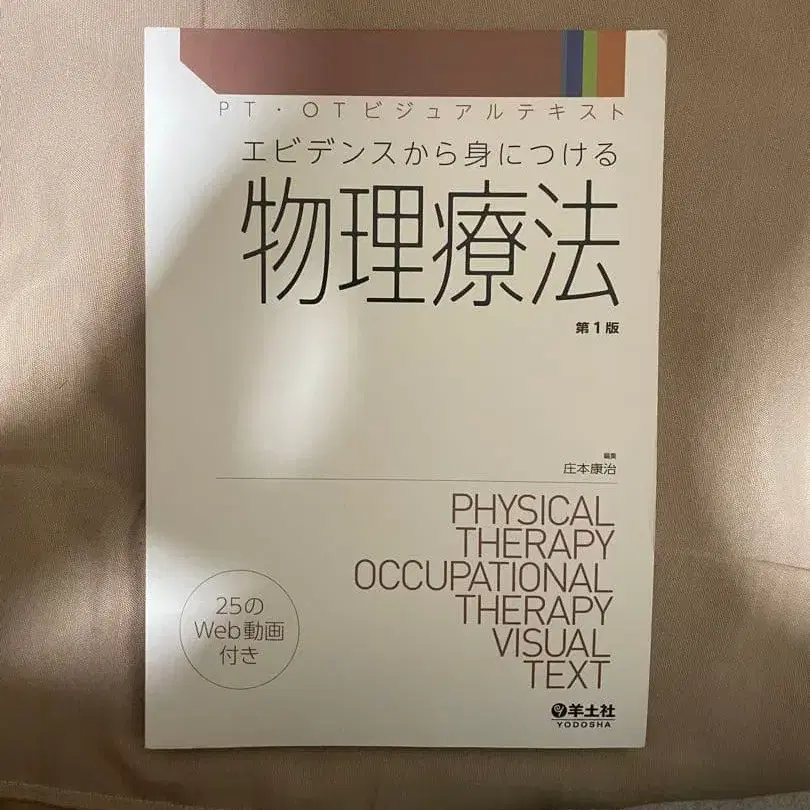 PT・OTビジュアルテキスト
エビデンスから身につける
物理療法
第1版
編集
庄本康治
PHYSICAL
THERAPY
OCCUPATIONAL
THERAPY
VISUAL
TEXT
25の
Web動画
付き
羊土社
YODOSHA